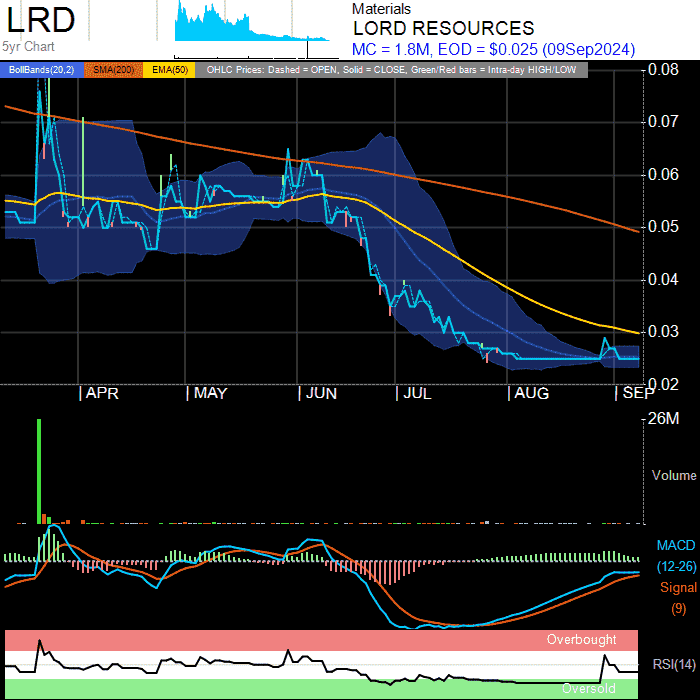 LRD
5yr Chart
Materials
LORD RESOURCES
MC = 1.8M, EOD = $0.025 (09Sep2024)
BollBands(20,2) SMA(200) EMA(50) OHLC Prices: Dashed = OPEN, Solid = CLOSE, Green/Red bars = Intra-day HIGH/LOW
0.08
0.07
0.06
0.05
0.04
0.03
0.02
APR MAY JUN JUL AUG SEP
26M
Volume
MACD
(12-26)
Signal
(9)
Overbought
RSI(14)
Oversold